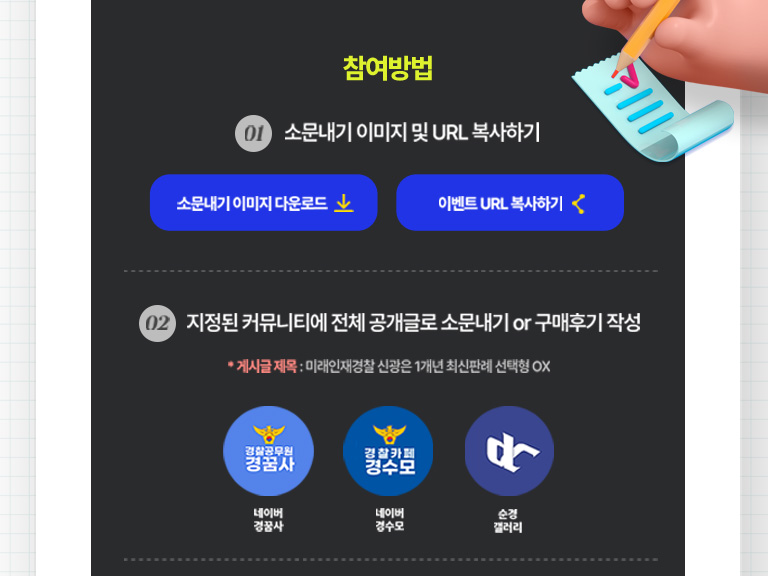 참여방법
01 소문내기 이미지 및 URL 복사하기
소문내기 이미지 다운로드
이벤트 URL 복사하기
02 지정된 커뮤니티에 전체 공개글로 소문내기 or 구매후기 작성
* 게시글 제목 : 미래인재경찰 신광은 1개년 최신판례 선택형 OX
경찰공무원
경꿈사
경찰카페
경수모
dc
네이버
경꿈사
네이버
경수모
순경
갤러리